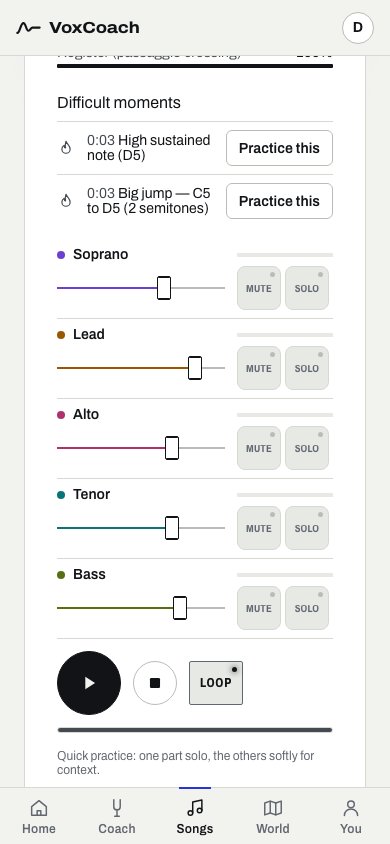 VoxCoach
D
Difficult moments
0:03 High sustained
note (D5)
Practice this
0:03 Big jump — C5
to D5 (2 semitones)
Practice this
Soprano
MUTE SOLO
Lead
MUTE SOLO
Alto
MUTE SOLO
Tenor
MUTE SOLO
Bass
MUTE SOLO
LOOP
Quick practice: one part solo, the others softly for
context.
Home Coach Songs World You